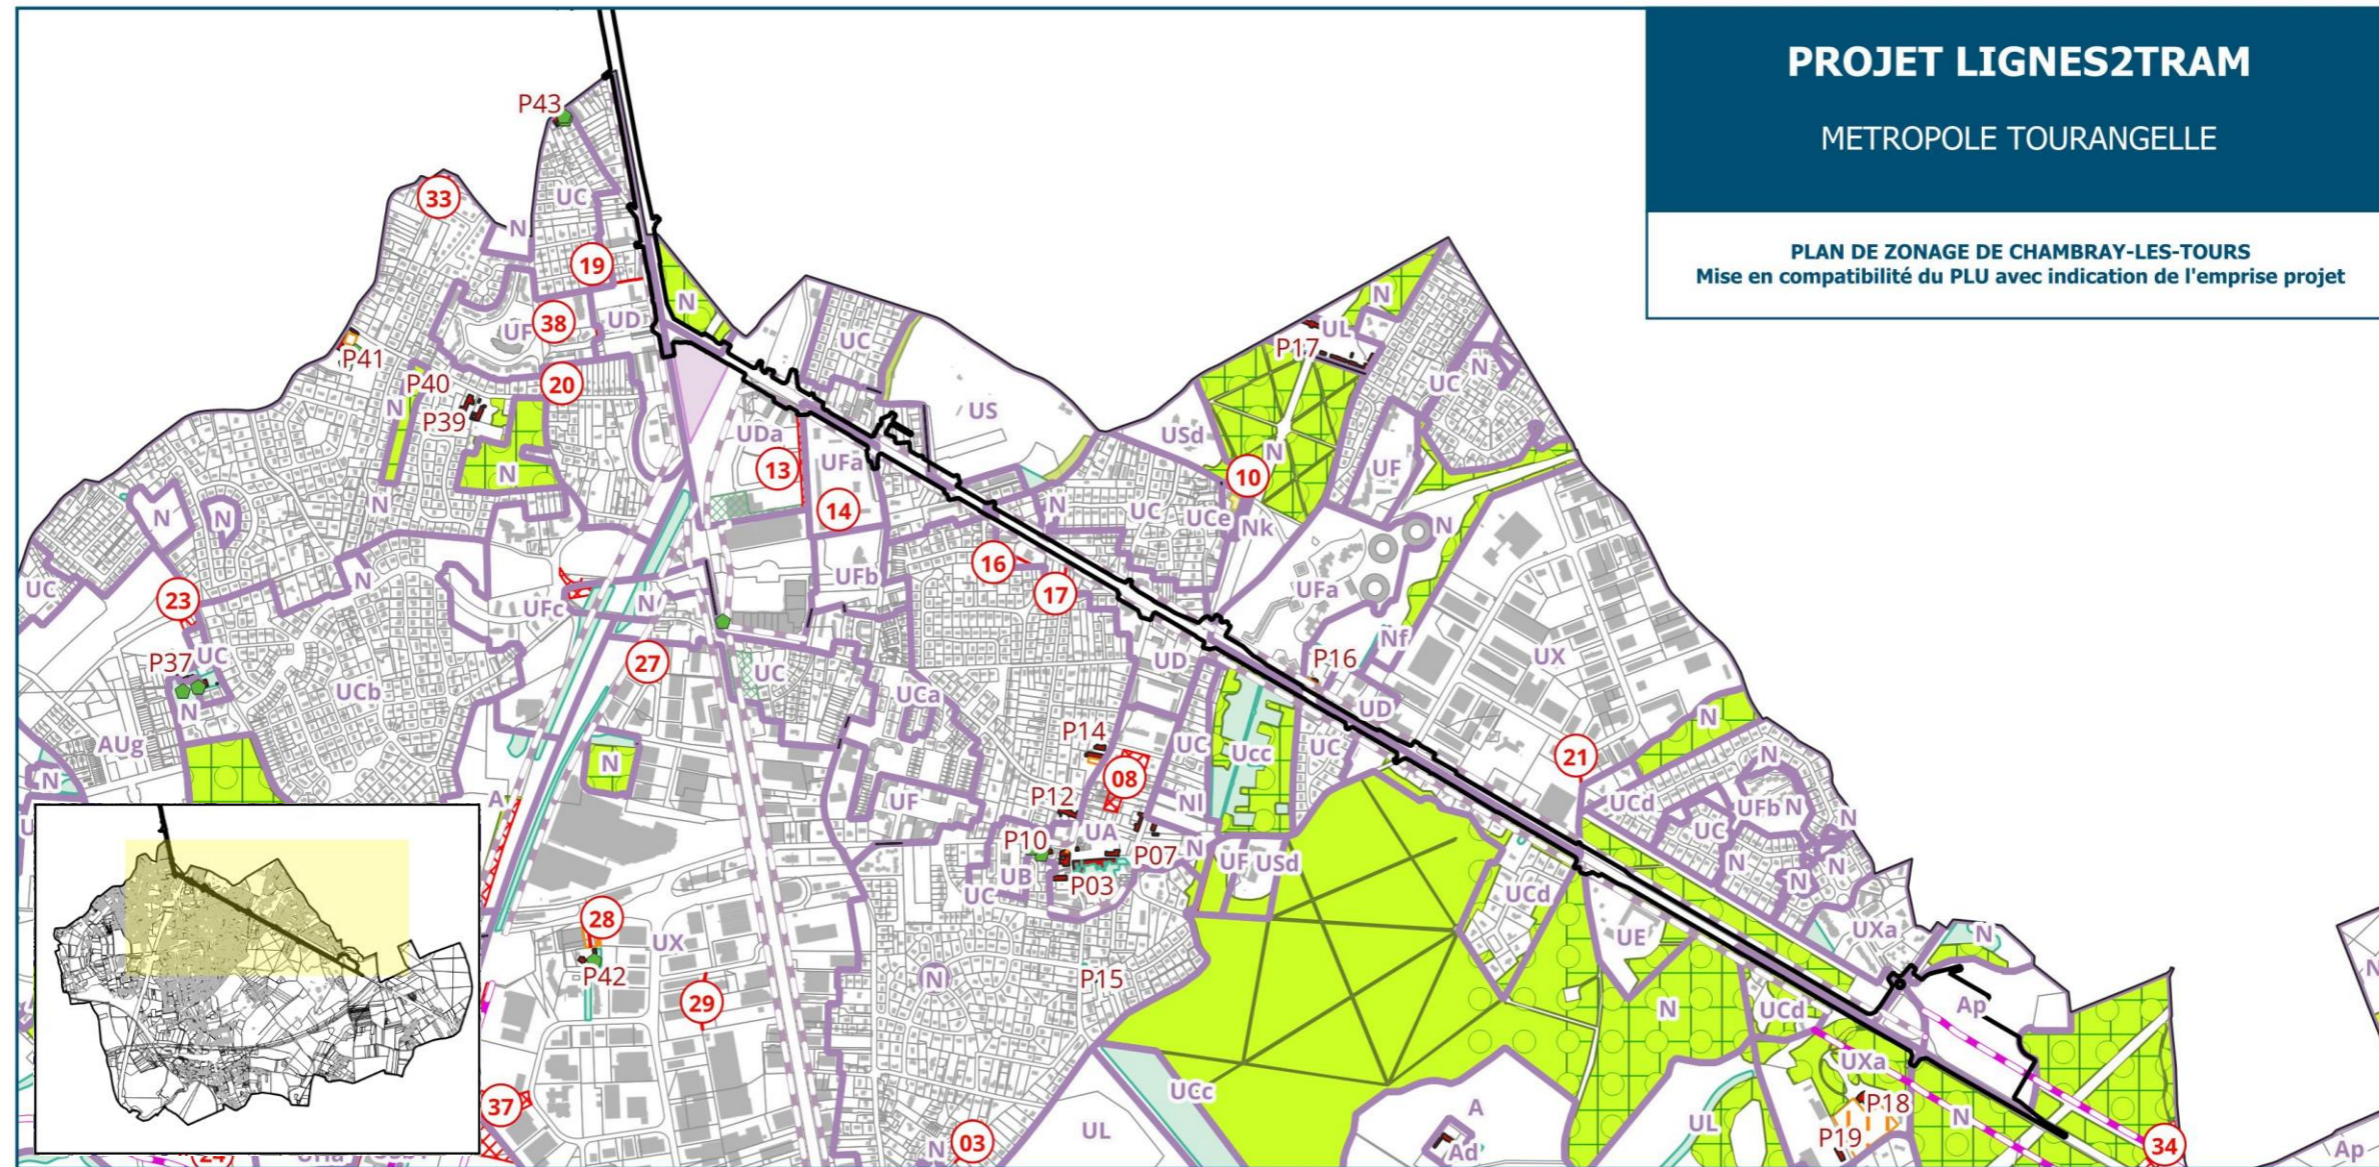 PROJET LIGNES2TRAM
METROPOLE TOURANGELLE
PLAN DE ZONAGE DE CHAMBRAY-LES-TOURS
Mise en compatibilité du PLU avec indication de l'emprise projet
P43
33
UC
N
19
N
N
UF
38
UD
UC
UL
P17
P41
20
UC
N
P40
N
P39
US
UDa
USd
N
UF
13
UFa
10
N
N
14
N
UC
UCe
Nk
N
N
N
16
UFb
UFa
17
UC
N
23
UFc
N
Nf
P37
UC
27
UC
UD
P16
UX
UCb
UCa
N
AUg
UD
N
P14
UC
Ucc
UC
21
N
N
N
08
A
UF
P12
Nl
UCd
UFb
N
N
UA
UC
P10
P07
N
UF
USd
N
N
UB
P03
N
UC
UCd
28
UX
UE
UXa
N
P42
N
P15
29
N
UCd
Ap
UXa
37
UCc
A
P18
N
UL
UL
03
N
Ad
P19
34
Ap